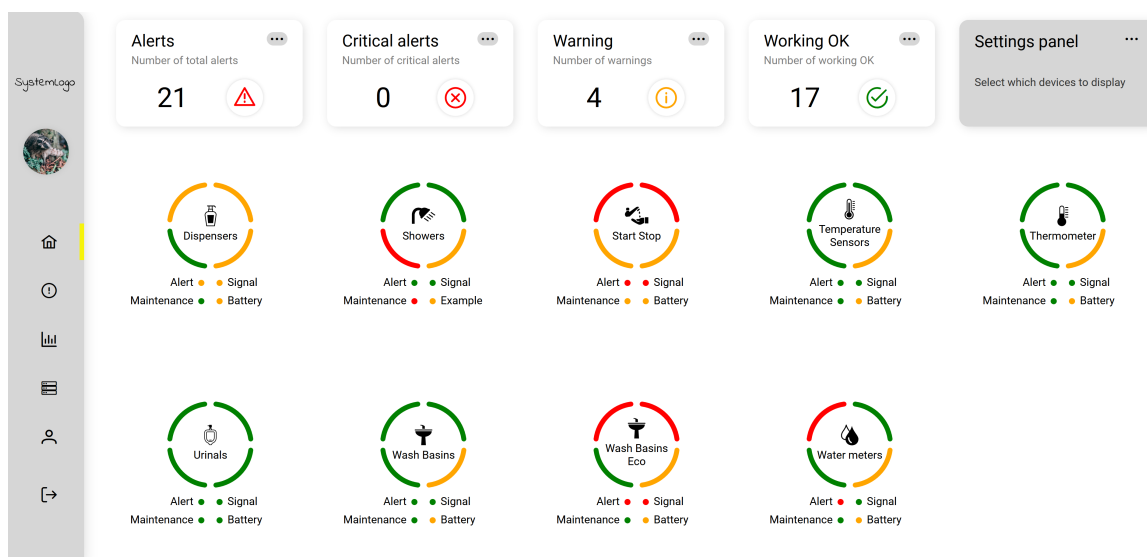 SystemLogo
Alerts
Number of total alerts
21
Critical alerts
Number of critical alerts
0
Warning
Number of warnings
4
Working OK
Number of working OK
17
Settings panel
Select which devices to display
Dispensers
Alert Signal
Maintenance Battery
Showers
Alert Signal
Maintenance Example
Start Stop
Alert Signal
Maintenance Battery
Temperature
Sensors
Alert Signal
Maintenance Battery
Thermometer
Alert Signal
Maintenance Battery
Urinals
Alert Signal
Maintenance Battery
Wash Basins
Alert Signal
Maintenance Battery
Wash Basins
Eco
Alert Signal
Maintenance Battery
Water meters
Alert Signal
Maintenance Battery